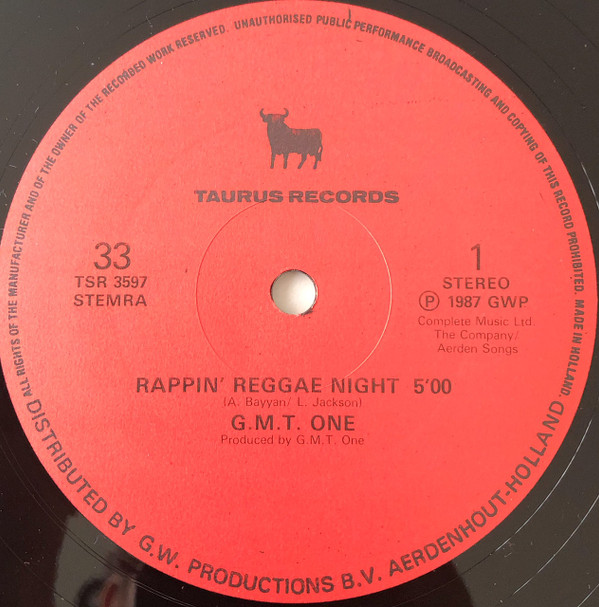 ALL RIGHTS OF THE MANUFACTURER AND OF THE OWNER OF THE RECORDED WORK RESERVED. UNAUTHORISED PUBLIC PERFORMANCE BROADCASTING AND COPYING OF THIS RECORD PROHIBITED. MADE IN HOLLAND.
TAURUS RECORDS
33
TSR 3597
STEMRA
1
STEREO
℗ 1987 GWP
Complete Music Ltd.
The Company/
Aerden Songs
RAPPIN' REGGAE NIGHT 5'00
(A. Bayyan/ L. Jackson)
G.M.T. ONE
Produced by G.M.T. One
DISTRIBUTED BY G.W. PRODUCTIONS B.V. AERDENHOUT-HOLLAND